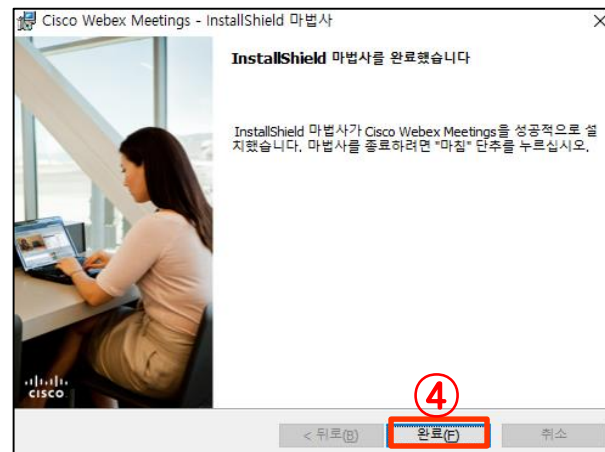 Cisco Webex Meetings - InstallShield 마법사
InstallShield 마법사를 완료했습니다
InstallShield 마법사가 Cisco Webex Meetings을 성공적으로 설
치했습니다. 마법사를 종료하려면 "마침" 단추를 누르십시오.
CISCO
④
< 뒤로(B) 완료(F) 취소